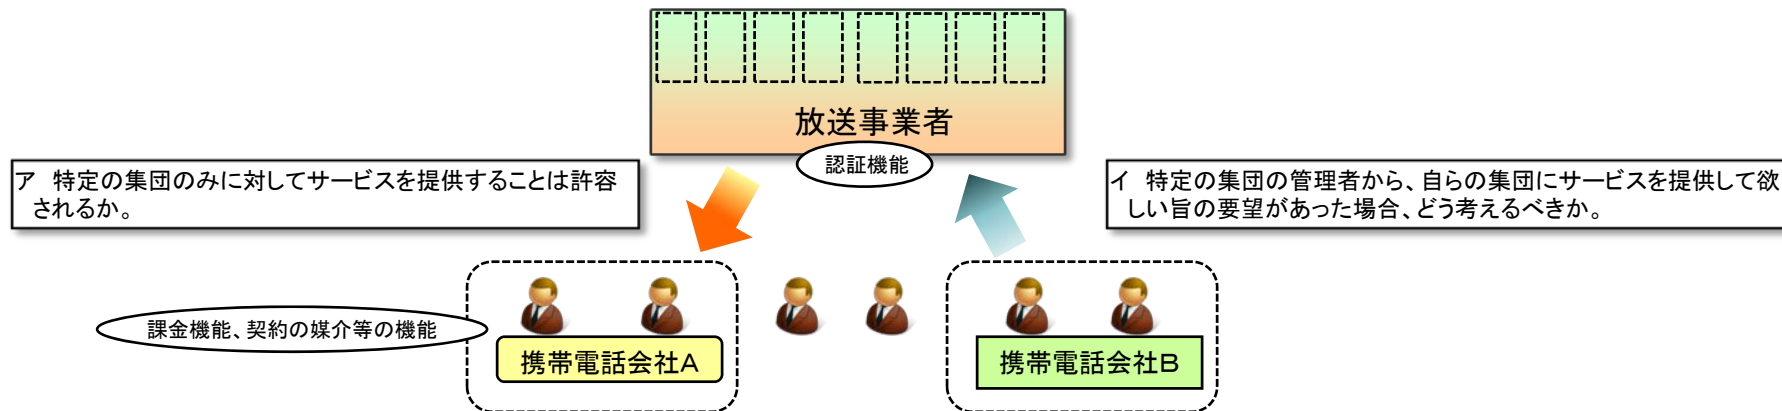 放送事業者
認証機能
ア　特定の集団のみに対してサービスを提供することは許容
されるか。
イ　特定の集団の管理者から、自らの集団にサービスを提供して欲
しい旨の要望があった場合、どう考えるべきか。
課金機能、契約の媒介等の機能
携帯電話会社Ａ
携帯電話会社Ｂ